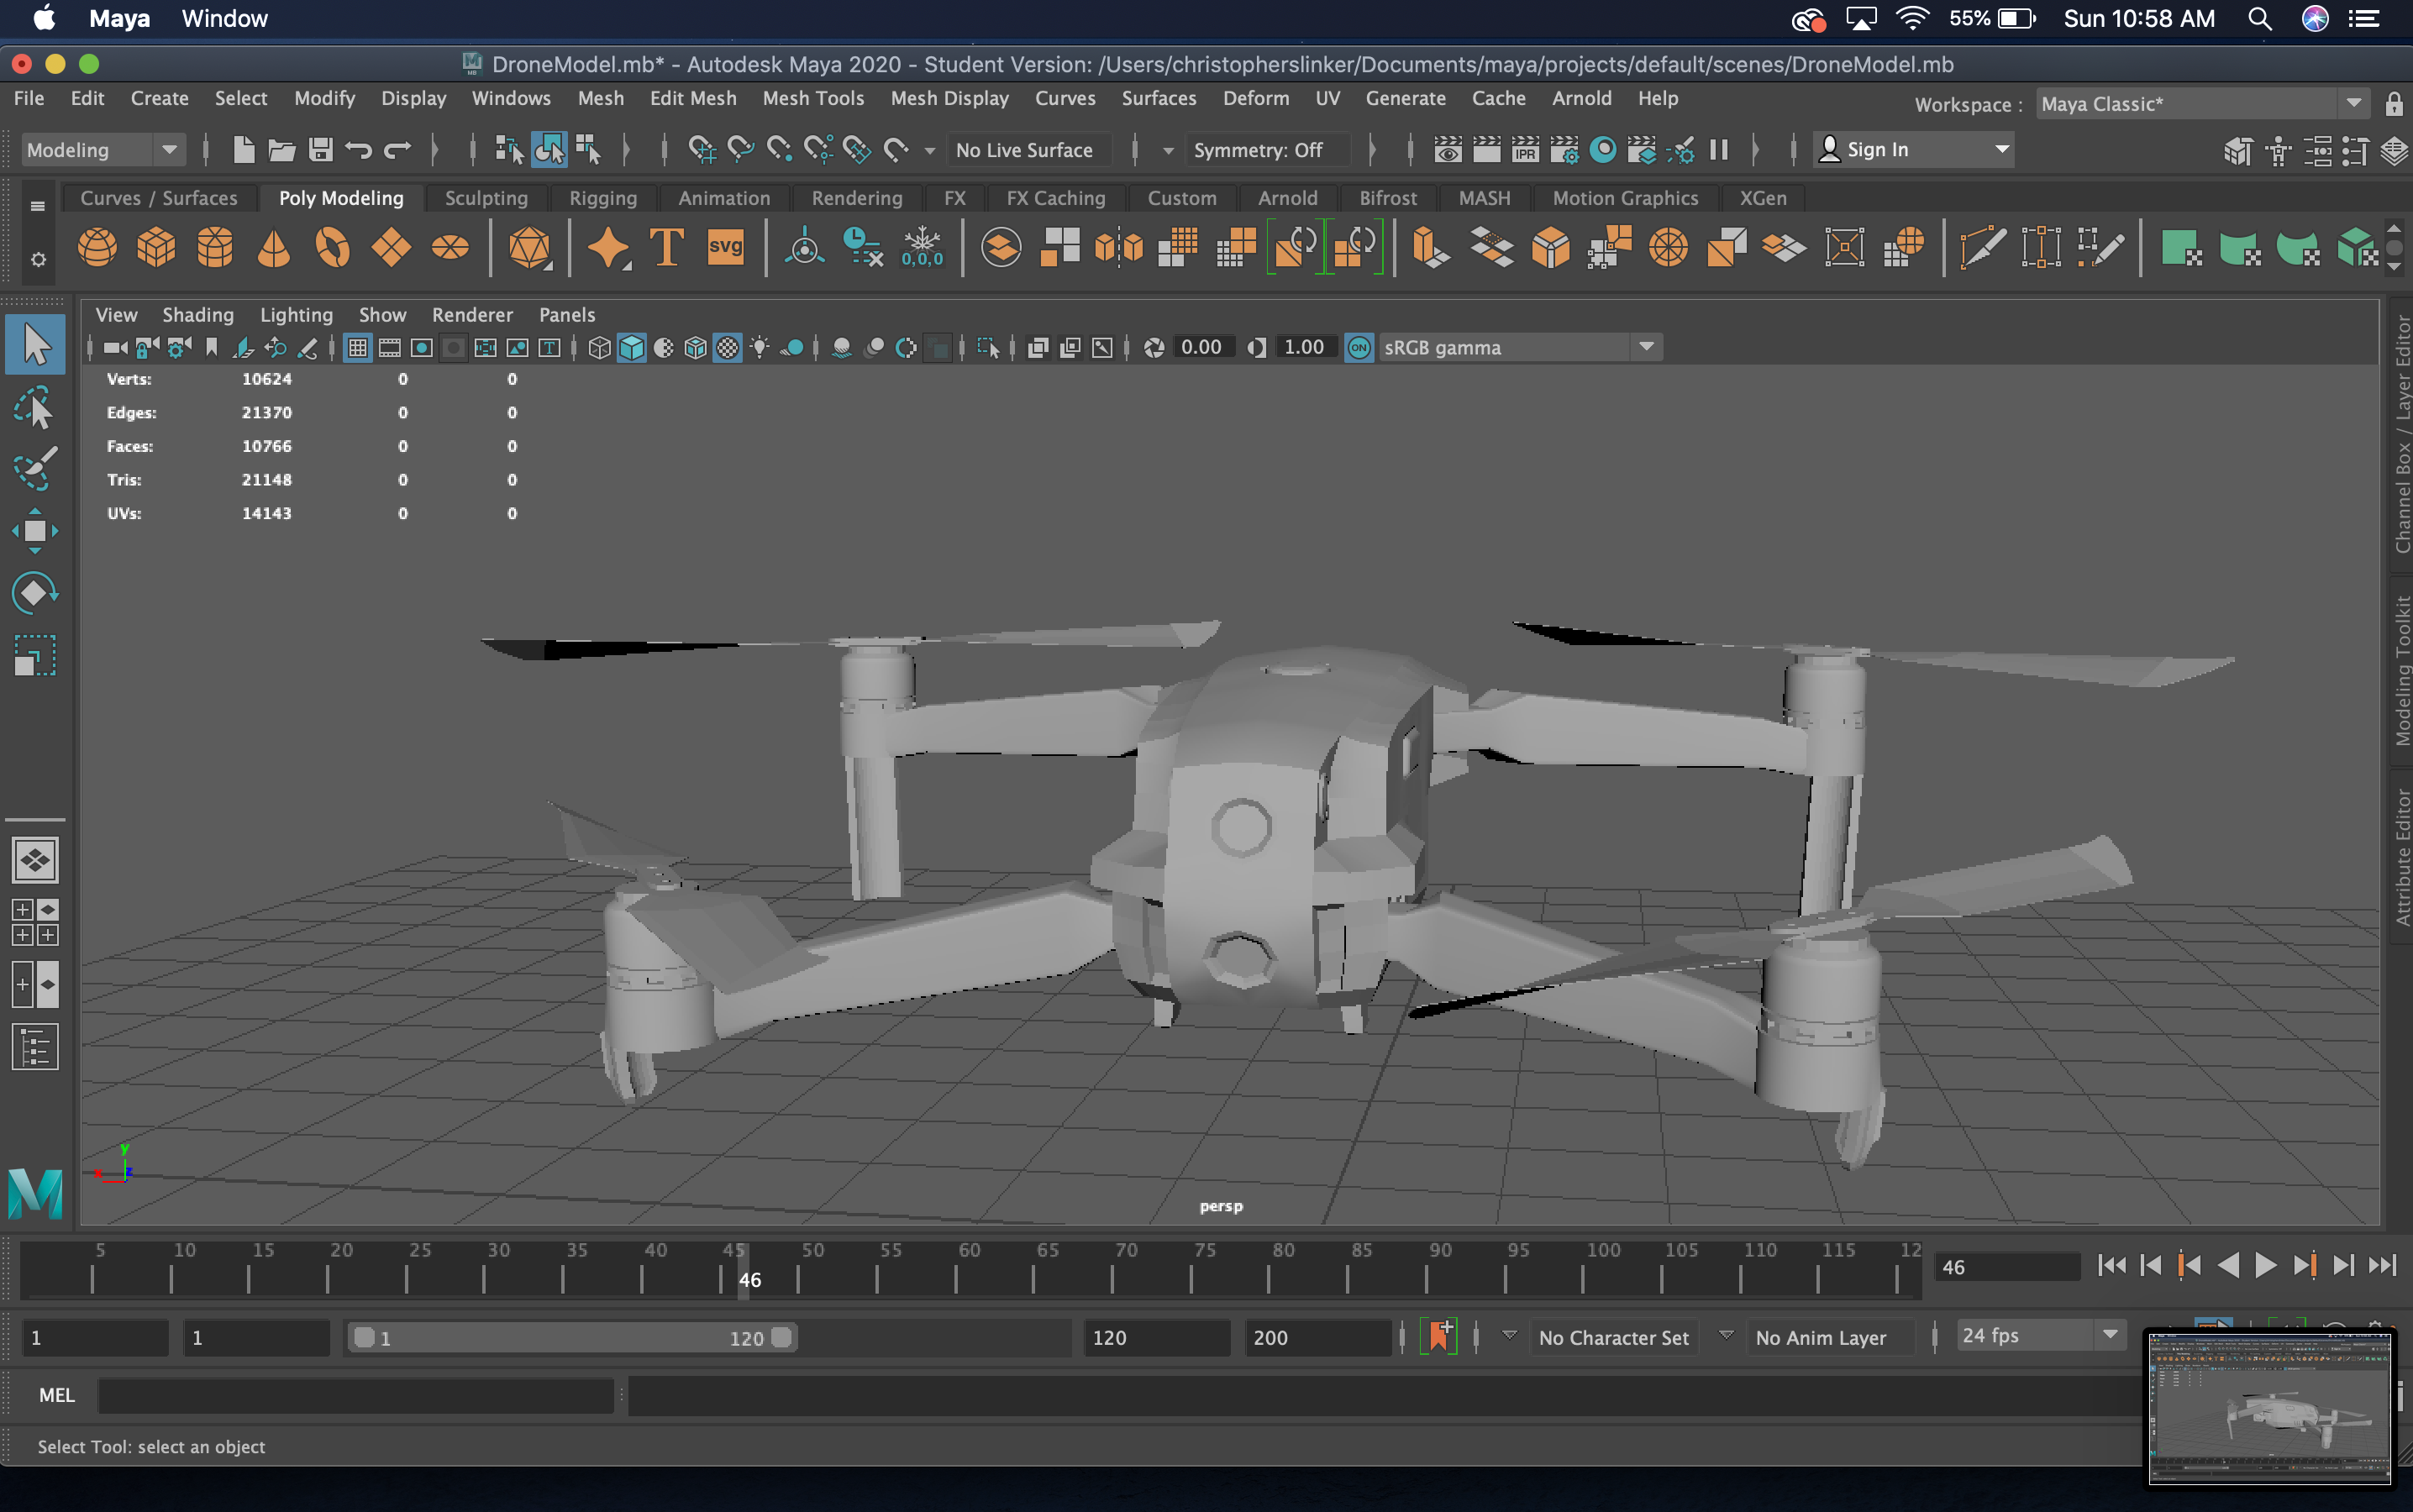 Maya Window 55% Sun 10:58 AM
DroneModel.mb* - Autodesk Maya 2020 - Student Version: /Users/christopherslinker/Documents/maya/projects/default/scenes/DroneModel.mb
File Edit Create Select Modify Display Windows Mesh Edit Mesh Mesh Tools Mesh Display Curves Surfaces Deform UV Generate Cache Arnold Help Workspace : Maya Classic*
Modeling No Live Surface Symmetry: Off IPR Sign In
Curves / Surfaces Poly Modeling Sculpting Rigging Animation Rendering FX FX Caching Custom Arnold Bifrost MASH Motion Graphics XGen
T svg 0,0,0
View Shading Lighting Show Renderer Panels
T 0.00 1.00 ON sRGB gamma
Verts: 10624 0 0
Edges: 21370 0 0
Faces: 10766 0 0
Tris: 21148 0 0
UVs: 14143 0 0
Channel Box / Layer Editor
Modeling Toolkit
Attribute Editor
y
x z
persp
M
5 10 15 20 25 30 35 40 45 50 55 60 65 70 75 80 85 90 95 100 105 110 115 12
46 46
1 1 1 120 120 200 No Character Set No Anim Layer 24 fps
MEL
Select Tool: select an object